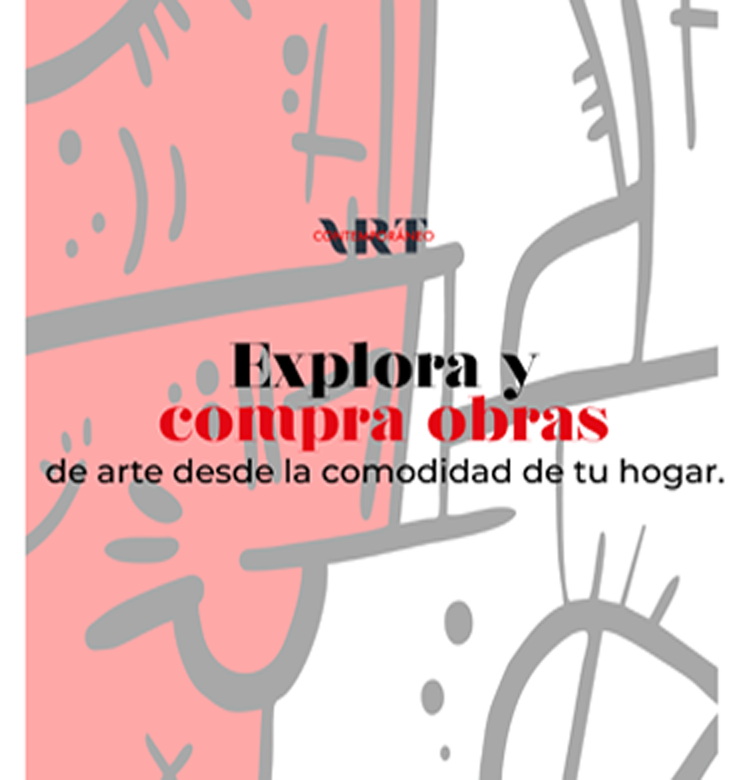 ART
CONTEMPORÁNEO
Explora y
compra obras
de arte desde la comodidad de tu hogar.